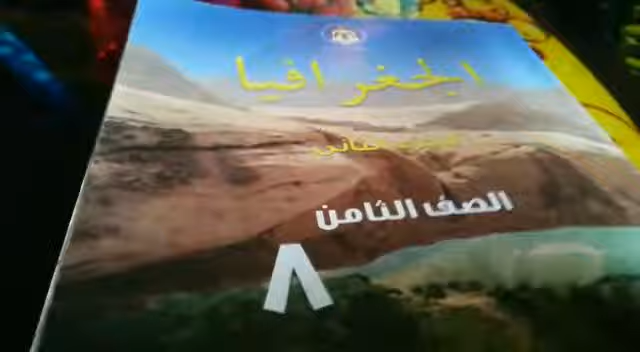 الجغرافيا
الصف الثامن
٨